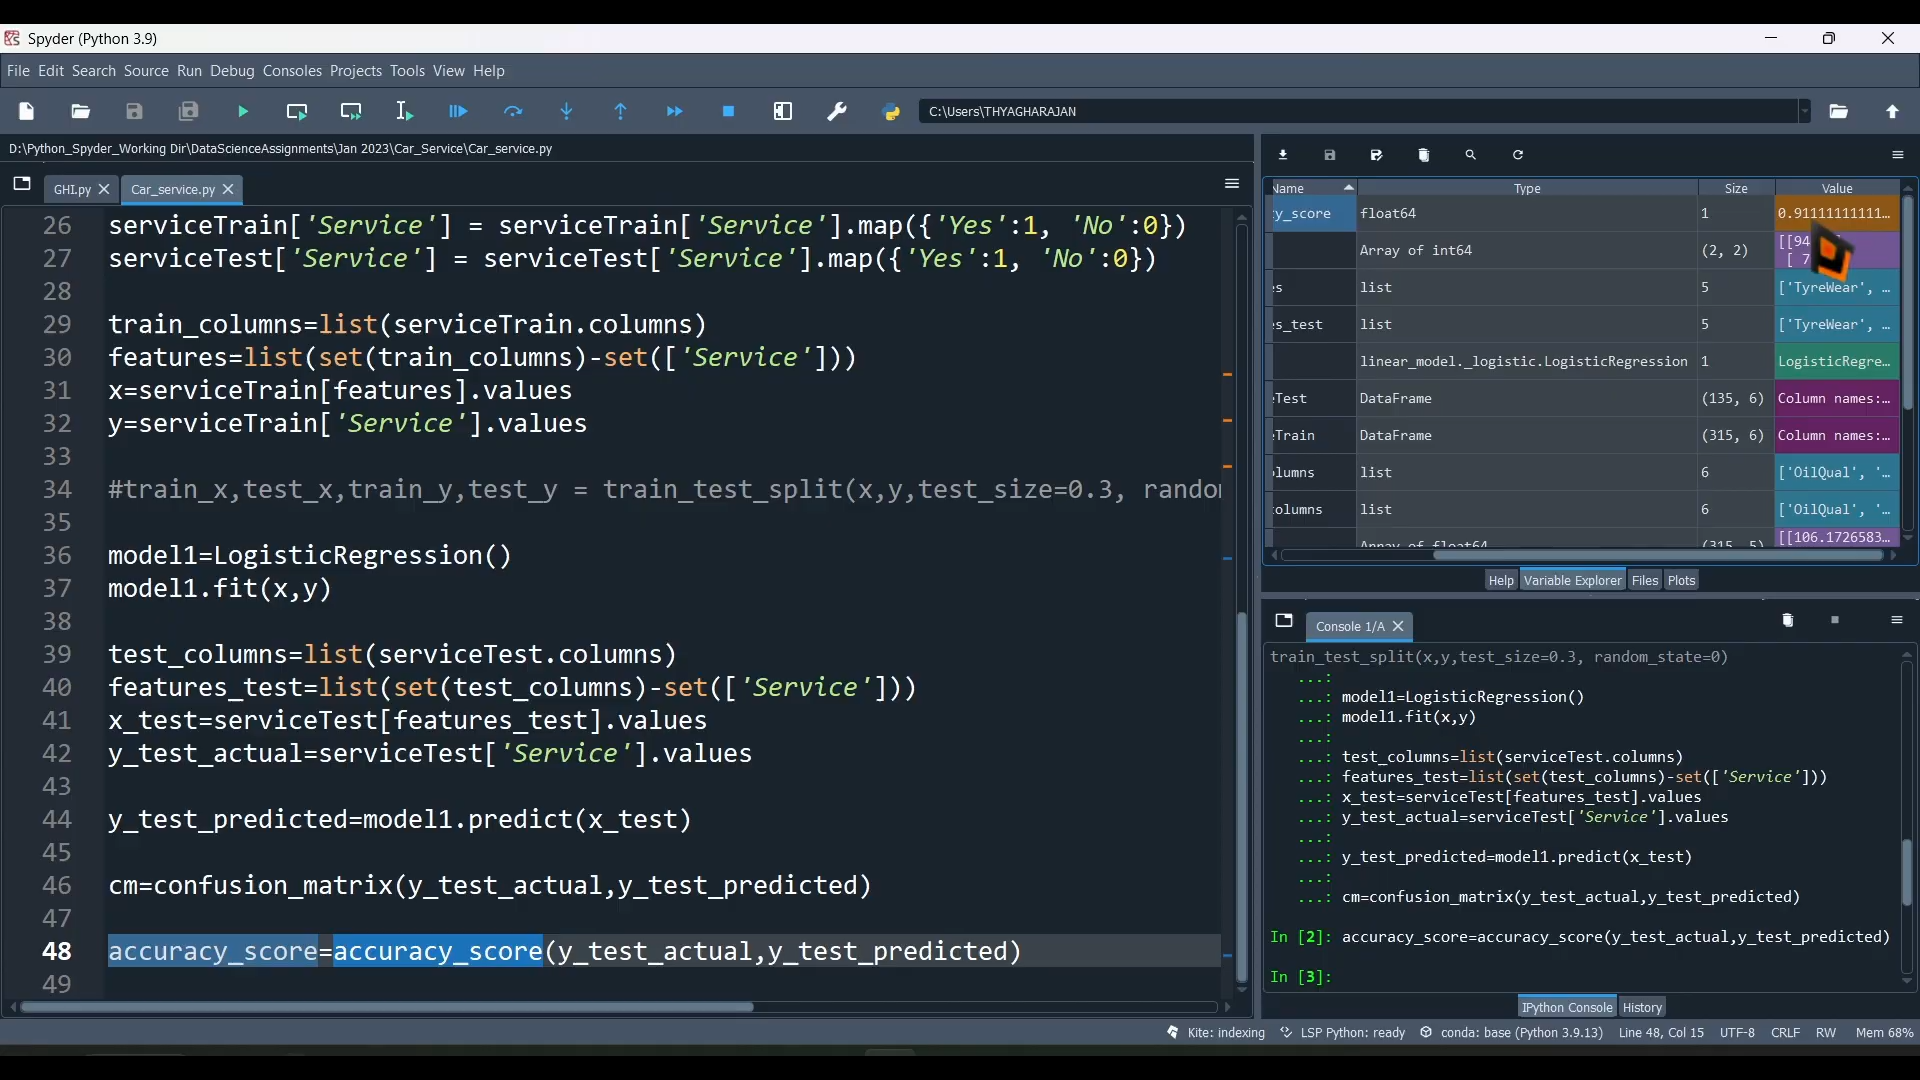 Spyder (Python 3.9)
File Edit Search Source Run Debug Consoles Projects Tools View Help
C:\Users\THYAGHARAJAN
D:\Python_Spyder_Working Dir\DataScienceAssignments\Jan 2023\Car_Service\Car_service.py
GHI.py
Car_service.py
26 serviceTrain['Service'] = serviceTrain['Service'].map({'Yes':1, 'No':0})
27 serviceTest['Service'] = serviceTest['Service'].map({'Yes':1, 'No':0})
28
29 train_columns=list(serviceTrain.columns)
30 features=list(set(train_columns)-set(['Service']))
31 x=serviceTrain[features].values
32 y=serviceTrain['Service'].values
33
34 #train_x,test_x,train_y,test_y = train_test_split(x,y,test_size=0.3, rando
35
36 model1=LogisticRegression()
37 model1.fit(x,y)
38
39 test_columns=list(serviceTest.columns)
40 features_test=list(set(test_columns)-set(['Service']))
41 x_test=serviceTest[features_test].values
42 y_test_actual=serviceTest['Service'].values
43
44 y_test_predicted=model1.predict(x_test)
45
46 cm=confusion_matrix(y_test_actual,y_test_predicted)
47
48 accuracy_score=accuracy_score(y_test_actual,y_test_predicted)
49
Name Type Size Value
y_score float64 1 0.91111111111…
Array of int64 (2, 2) [[94
[ 7
es list 5 ['TyreWear', …
es_test list 5 ['TyreWear', …
linear_model._logistic.LogisticRegression 1 LogisticRegre…
eTest DataFrame (135, 6) Column names:…
eTrain DataFrame (315, 6) Column names:…
lumns list 6 ['OilQual', '…
olumns list 6 ['OilQual', '…
Array of float64 (315, 5) [[106.1726583…
Help Variable Explorer Files Plots
Console 1/A
train_test_split(x,y,test_size=0.3, random_state=0)
...:
...: model1=LogisticRegression()
...: model1.fit(x,y)
...:
...: test_columns=list(serviceTest.columns)
...: features_test=list(set(test_columns)-set(['Service']))
...: x_test=serviceTest[features_test].values
...: y_test_actual=serviceTest['Service'].values
...:
...: y_test_predicted=model1.predict(x_test)
...:
...: cm=confusion_matrix(y_test_actual,y_test_predicted)
In [2]: accuracy_score=accuracy_score(y_test_actual,y_test_predicted)
In [3]:
IPython Console History
Kite: indexing LSP Python: ready conda: base (Python 3.9.13) Line 48, Col 15 UTF-8 CRLF RW Mem 68%